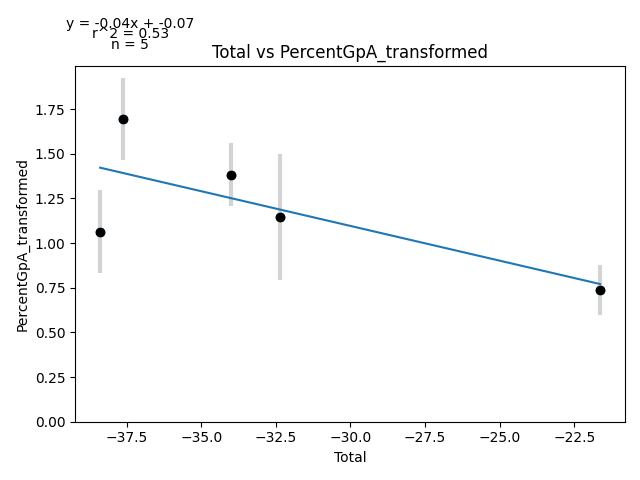 y = -0.04x + -0.07
r^2 = 0.53
n = 5
Total vs PercentGpA_transformed
PercentGpA_transformed
1.75
1.50
1.25
1.00
0.75
0.50
0.25
0.00
−37.5 −35.0 −32.5 −30.0 −27.5 −25.0 −22.5
Total